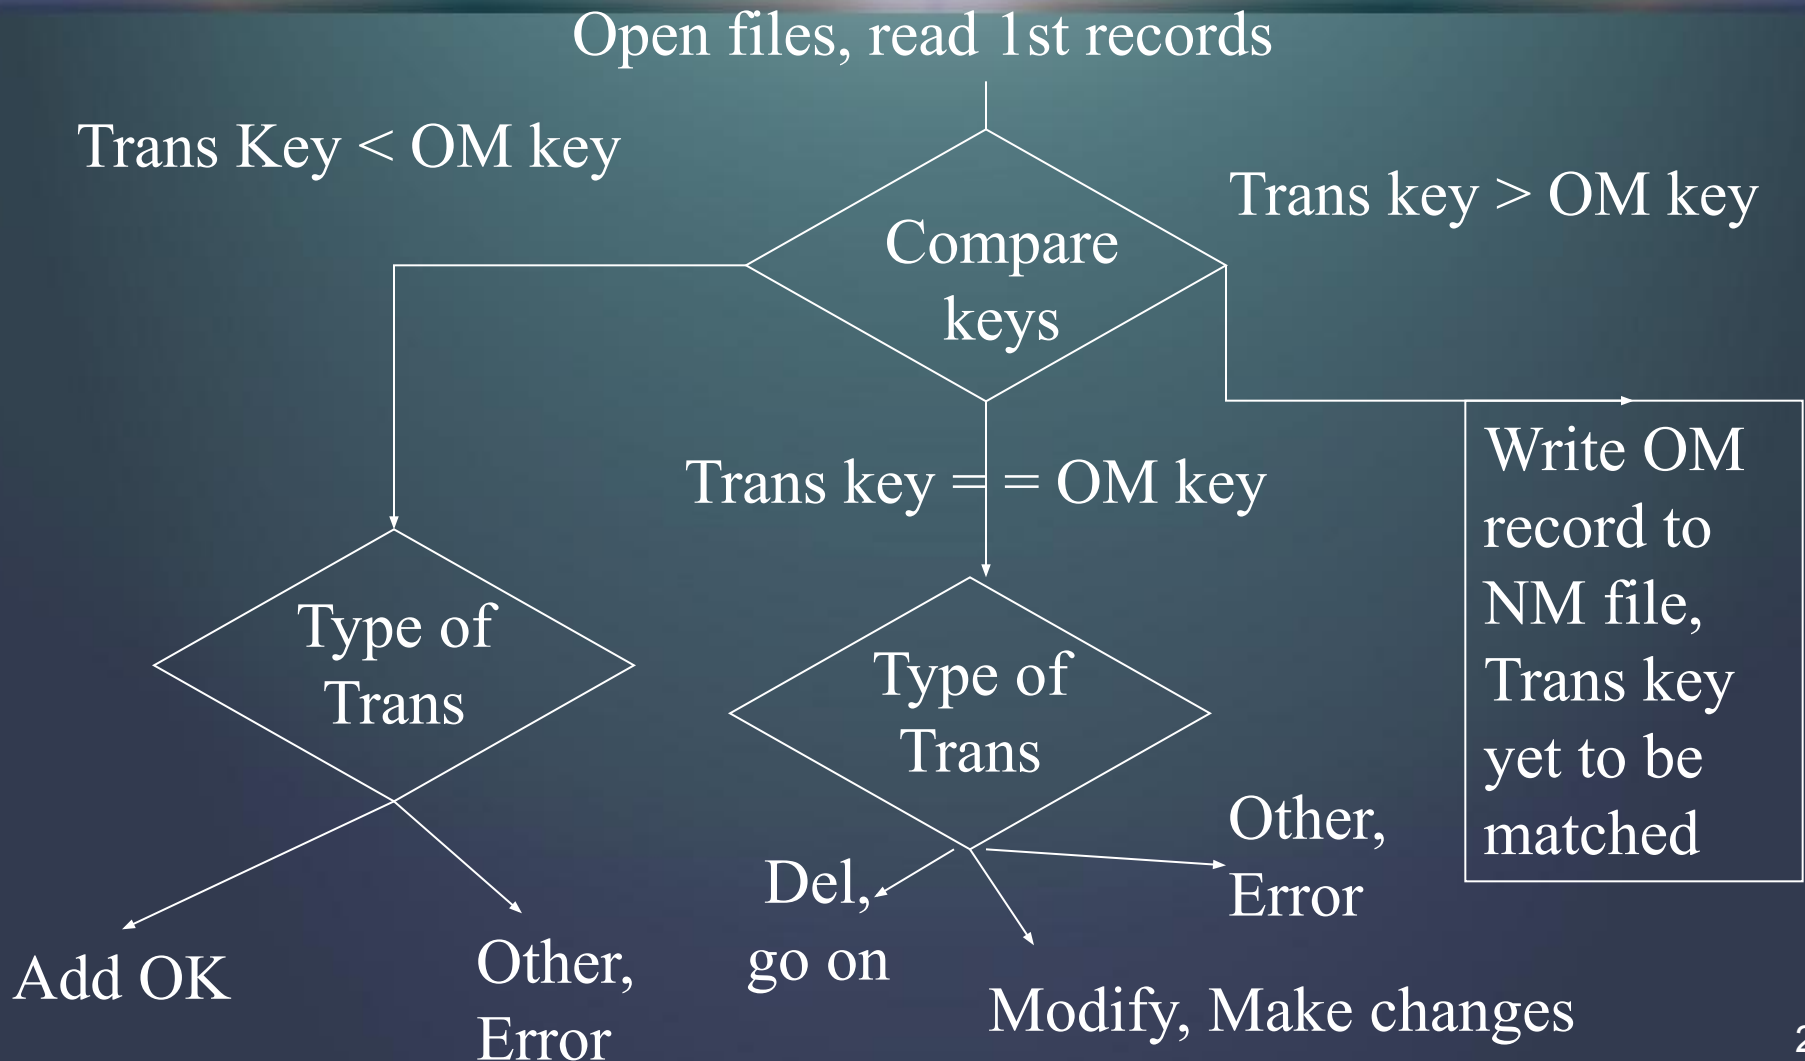 Open files, read 1st records
Trans Key < OM key
Trans key > OM key
Compare
keys
Trans key = = OM key
Write OM
record to
NM file,
Trans key
yet to be
matched
Type of
Trans
Type of
Trans
Add OK
Other,
Error
Del,
go on
Modify, Make changes
Other,
Error